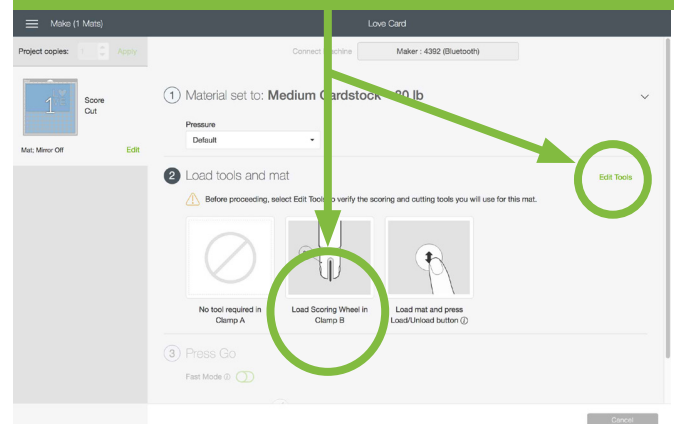 Make (1 Mats)
Love Card
Project copies: 1 Apply
Connect Machine
Maker : 4392 (Bluetooth)
1
Score
Cut
Mat; Mirror Off
Edit
1 Material set to: Medium Cardstock - 80 lb
Pressure
Default
2 Load tools and mat
Edit Tools
Before proceeding, select Edit Tools to verify the scoring and cutting tools you will use for this mat.
No tool required in
Clamp A
Load Scoring Wheel in
Clamp B
Load mat and press
Load/Unload button
3 Press Go
Fast Mode
Cancel